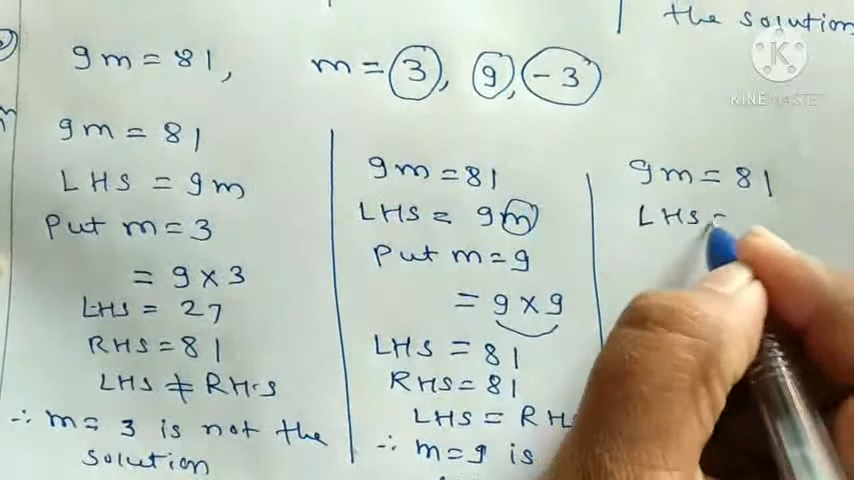 the solution
9m = 81, m = 3, 9, -3
K
KINEMASTER
9m = 81
LHS = 9m
Put m = 3
= 9 × 3
LHS = 27
RHS = 81
LHS ≠ RHS
∴ m = 3 is not the
solution
9m = 81
LHS = 9m
Put m = 9
= 9 × 9
LHS = 81
RHS = 81
LHS = RH
∴ m = 9 is
9m = 81
LHS =